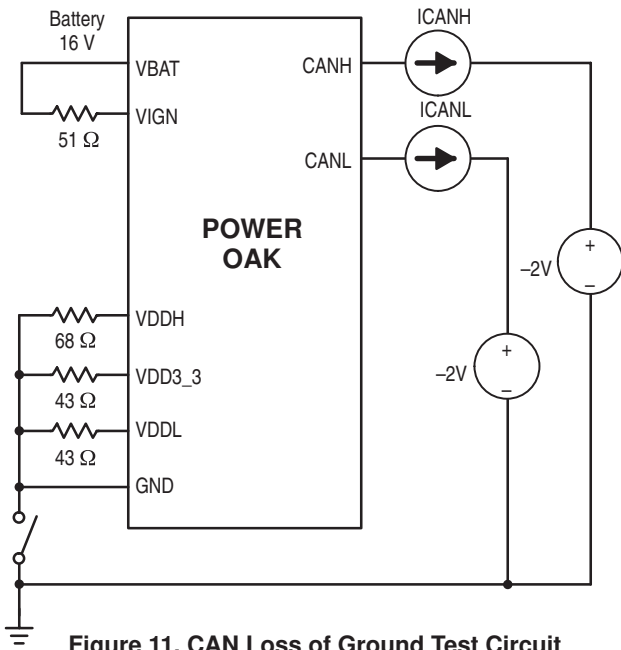 Battery
16 V
ICANH
VBAT
CANH
VIGN
51 Ω
ICANL
CANL
POWER
OAK
+
–2V
–
VDDH
68 Ω
+
–2V
–
VDD3_3
43 Ω
VDDL
43 Ω
GND
Figure 11. CAN Loss of Ground Test Circuit